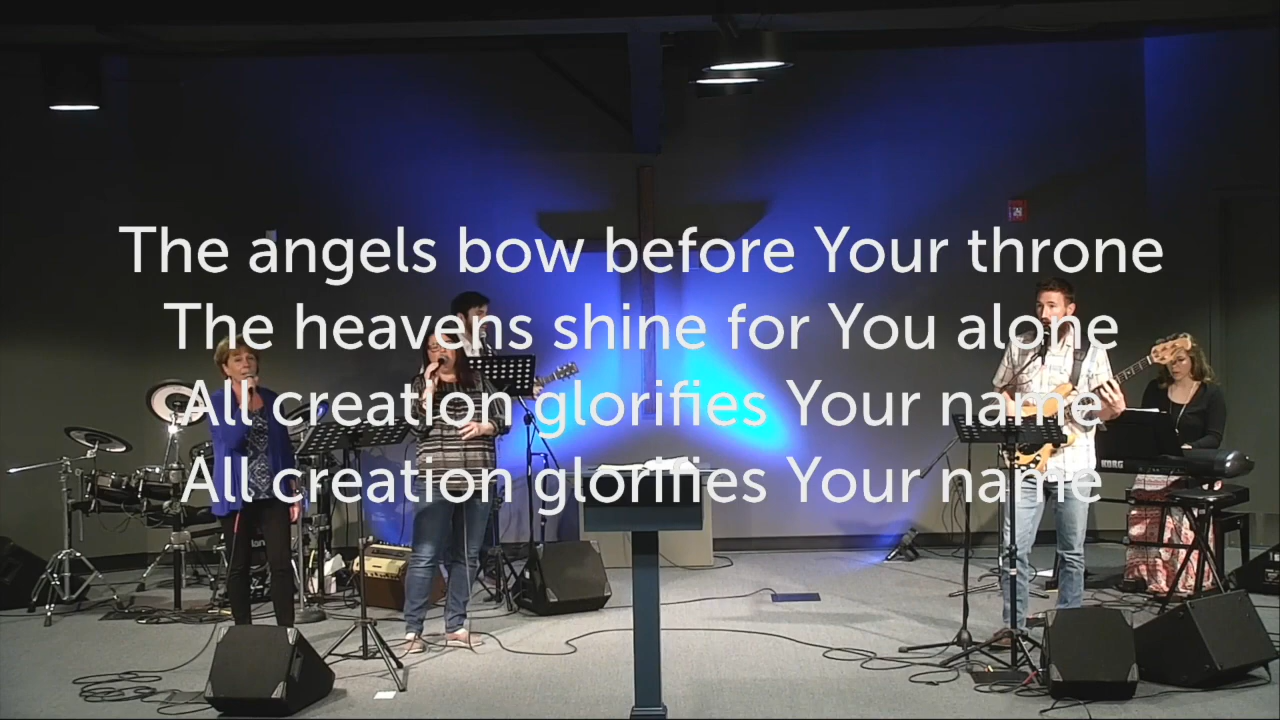 The angels bow before Your throne
The heavens shine for You alone
All creation glorifies Your name
All creation glorifies Your name
KORG